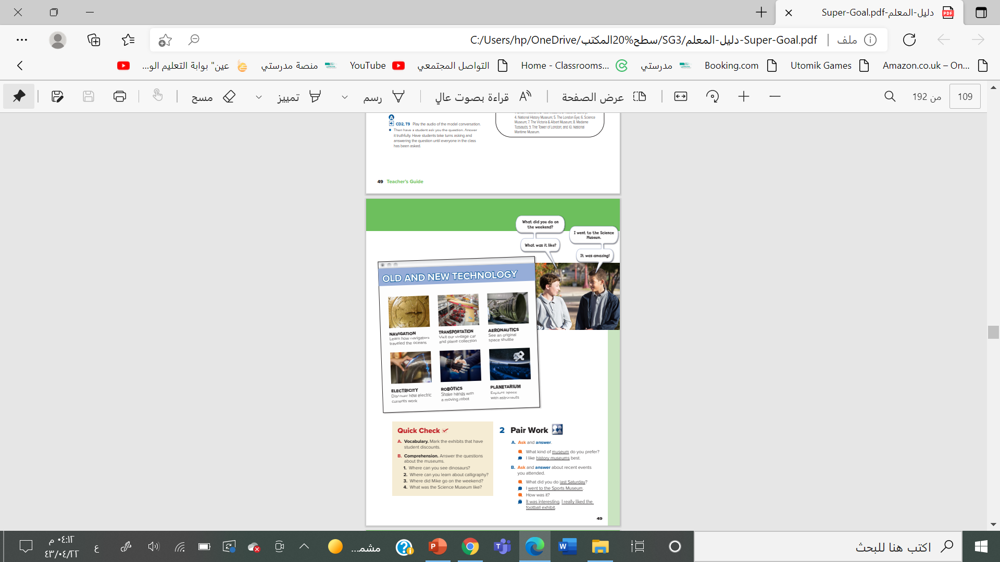 دليل-المعلم-Super-Goal.pdf
ملف
C:/Users/hp/OneDrive/سطح%20المكتب/SG3/دليل-المعلم-Super-Goal.pdf
Amazon.co.uk – On...
Utomik Games
Booking.com
مدرستي
Home - Classrooms...
التواصل المجتمعي
YouTube
منصة مدرستي
عين" بوابة التعليم الو...
109
من 192
عرض الصفحة
قراءة بصوت عالٍ
رسم
تمييز
مسح
4. National History Museum; 5. The London Eye; 6. Science
Museum; 7. The Victoria & Albert Museum; 8. Madame
Tussauds; 9. The Tower of London; and 10. National
Maritime Museum.
A
CD2, T9 Play the audio of the model conversation.
Then have a student ask you the question. Answer
it truthfully. Have students take turns asking and
answering the question until everyone in the class
has been asked.
49 Teacher's Guide
What did you do on
the weekend?
I went to the Science
Museum.
What was it like?
It was amazing!
OLD AND NEW TECHNOLOGY
NAVIGATION
Learn how navigators
traveled the oceans
TRANSPORTATION
Visit our vintage car
and plane collection
AERONAUTICS
See an original
space shuttle
ELECTRICITY
Discover how electric
currents work
ROBOTICS
Shake hands with
a moving robot
PLANETARIUM
Explore space
with astronauts
Quick Check
A. Vocabulary. Mark the exhibits that have
student discounts.
B. Comprehension. Answer the questions
about the museums.
1. Where can you see dinosaurs?
2. Where can you learn about calligraphy?
3. Where did Mike go on the weekend?
4. What was the Science Museum like?
2 Pair Work
A. Ask and answer.
What kind of museum do you prefer?
I like history museums best.
B. Ask and answer about recent events
you attended.
What did you do last Saturday?
I went to the Sports Museum.
How was it?
It was interesting. I really liked the
football exhibit.
49
اكتب هنا للبحث
مشمـ...
ع
٠٤:١٢ م
٤٣/٠٤/٢٢